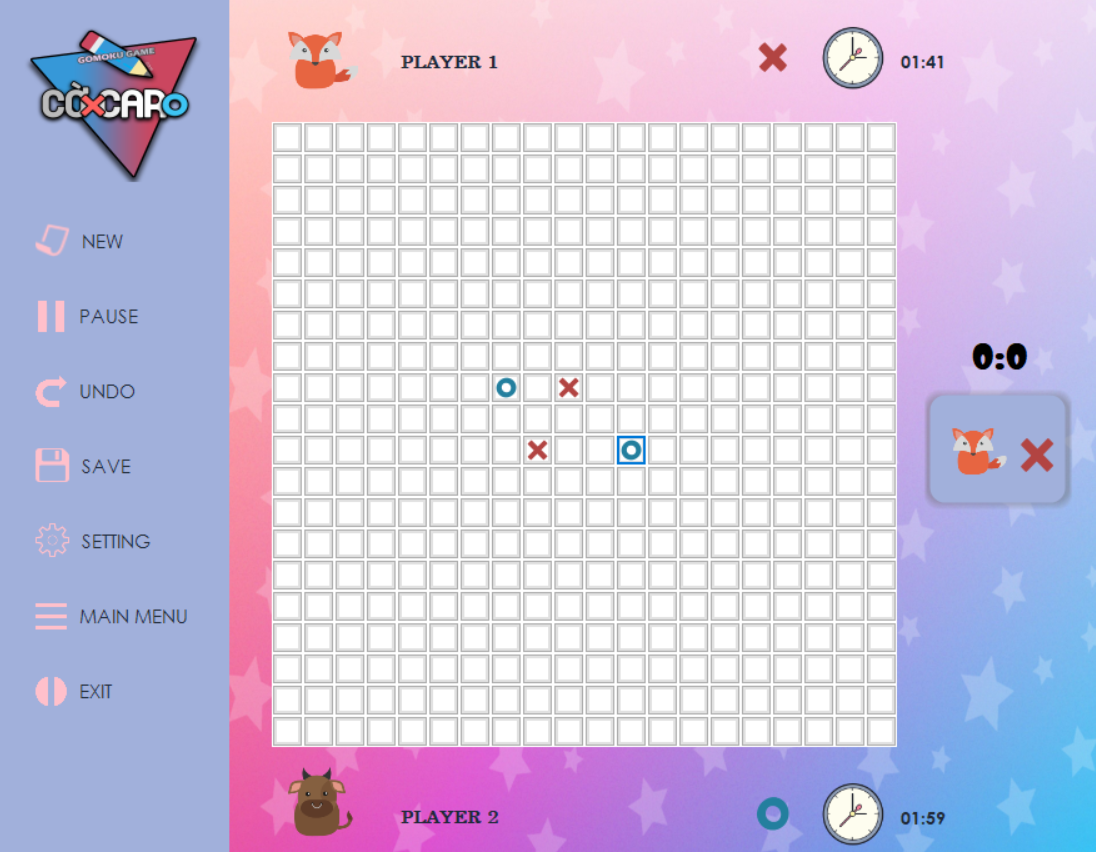 GOMOKU GAME
CỜXCARO
PLAYER 1
01:41
NEW
PAUSE
UNDO
SAVE
SETTING
MAIN MENU
EXIT
0:0
PLAYER 2
01:59